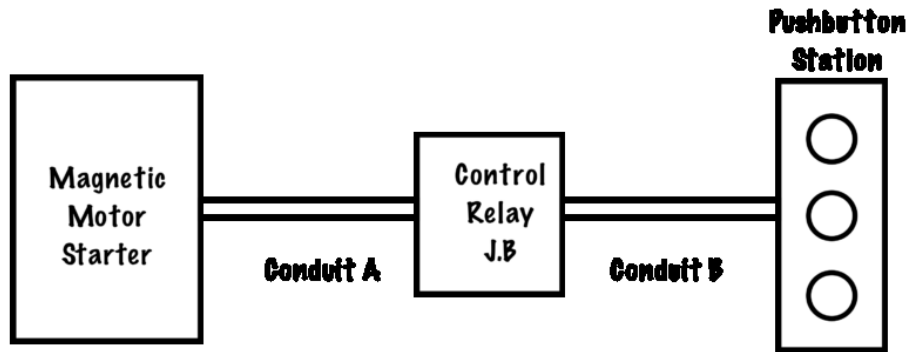 Pushbutton
Station
Magnetic
Motor
Starter
Control
Relay
J.B
Conduit A
Conduit B